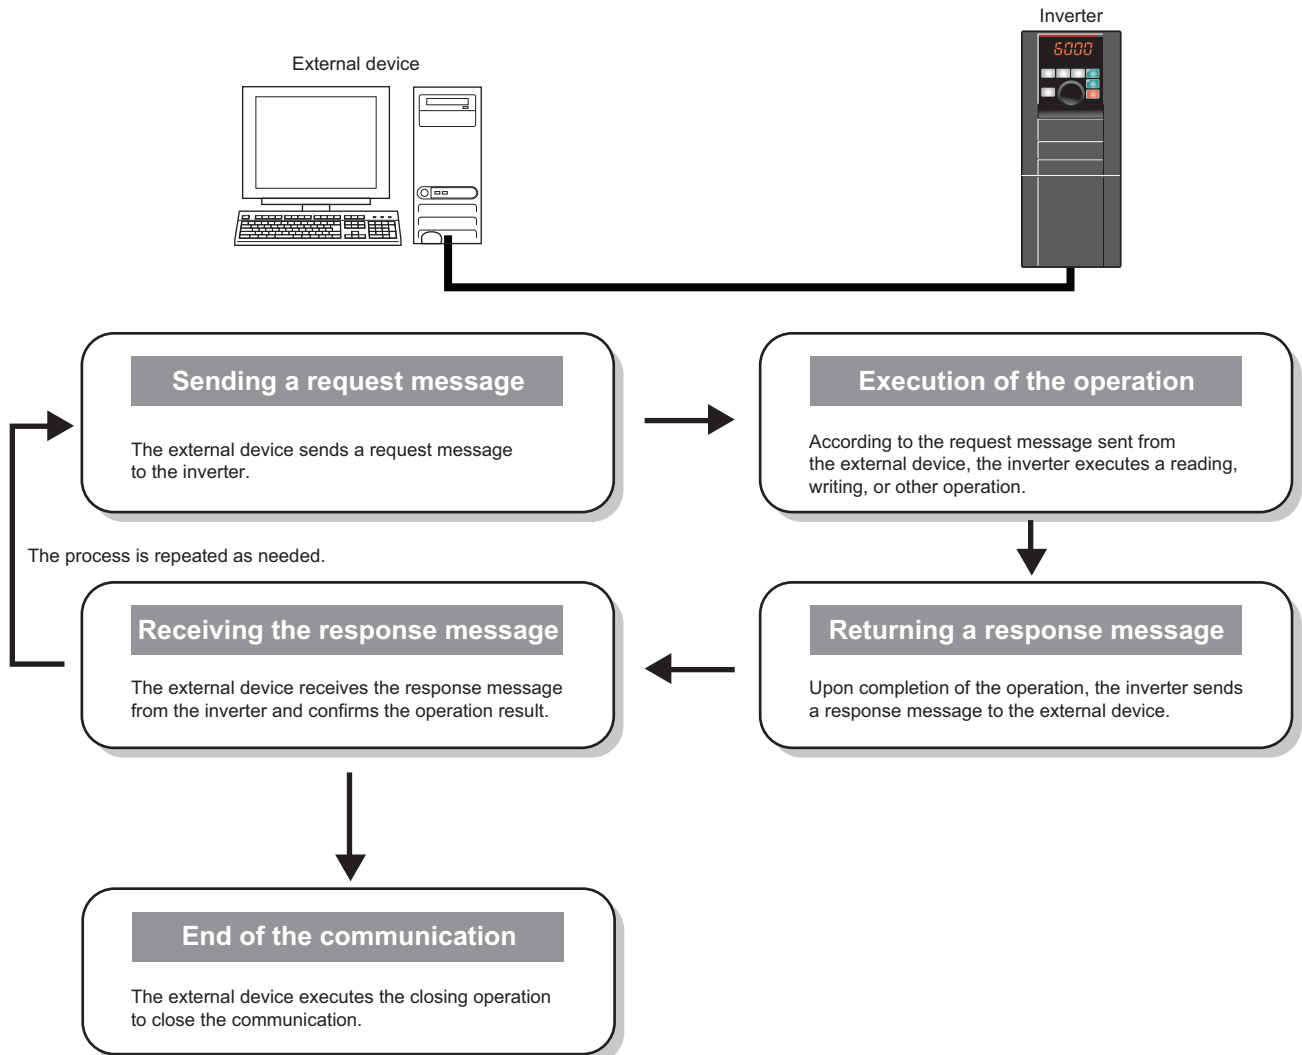 Inverter
6000
External device
Sending a request message
The external device sends a request message
to the inverter.
Execution of the operation
According to the request message sent from
the external device, the inverter executes a reading,
writing, or other operation.
The process is repeated as needed.
Receiving the response message
The external device receives the response message
from the inverter and confirms the operation result.
Returning a response message
Upon completion of the operation, the inverter sends
a response message to the external device.
End of the communication
The external device executes the closing operation
to close the communication.